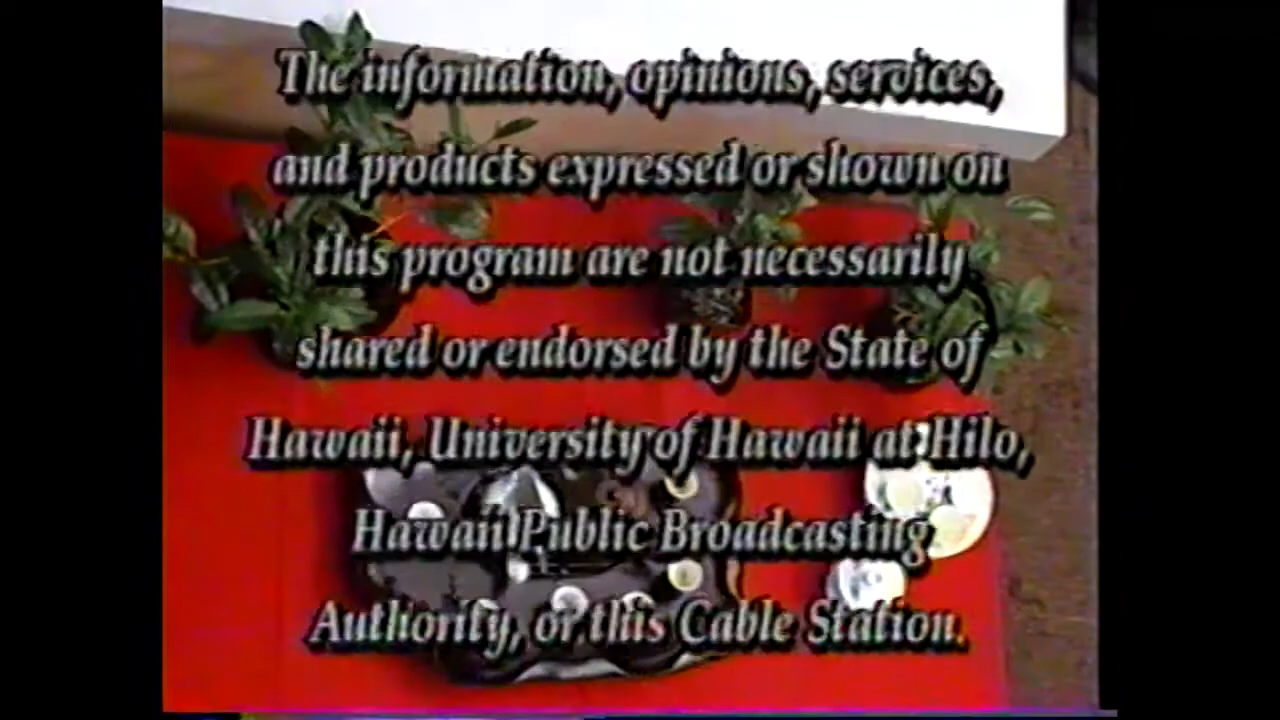 The information, opinions, services,
and products expressed or shown on
this program are not necessarily
shared or endorsed by the State of
Hawaii, University of Hawaii at Hilo,
Hawaii Public Broadcasting
Authority, or this Cable Station.